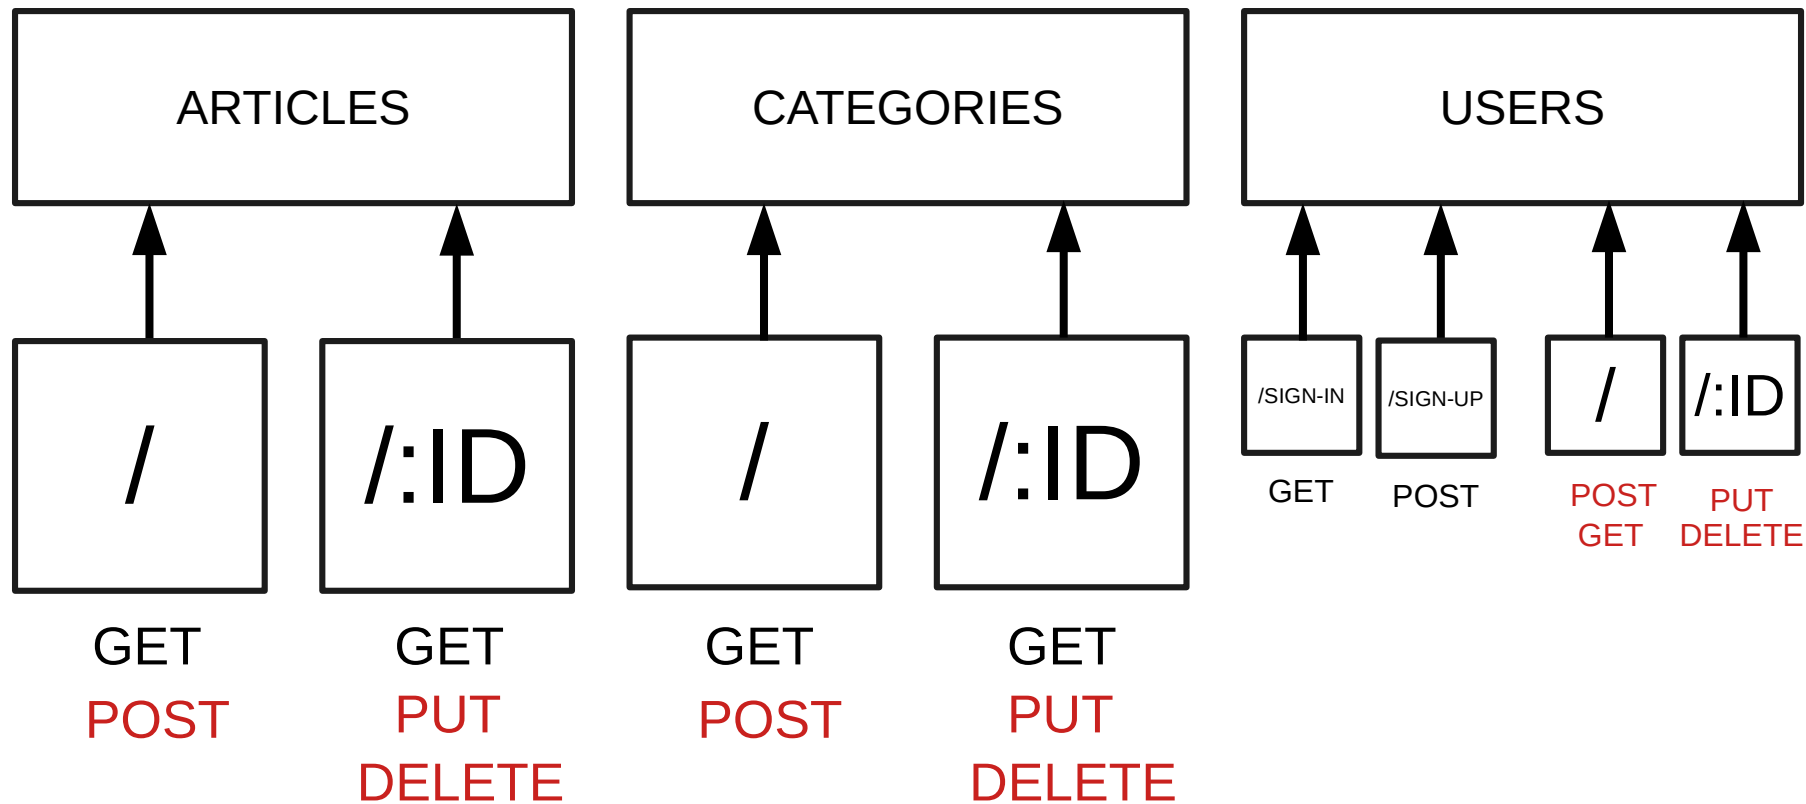 ARTICLES
/
GET
POST
/:ID
GET
PUT
DELETE
CATEGORIES
/
GET
POST
/:ID
GET
PUT
DELETE
USERS
/SIGN-IN
GET
/SIGN-UP
POST
/
POST
GET
/:ID
PUT
DELETE